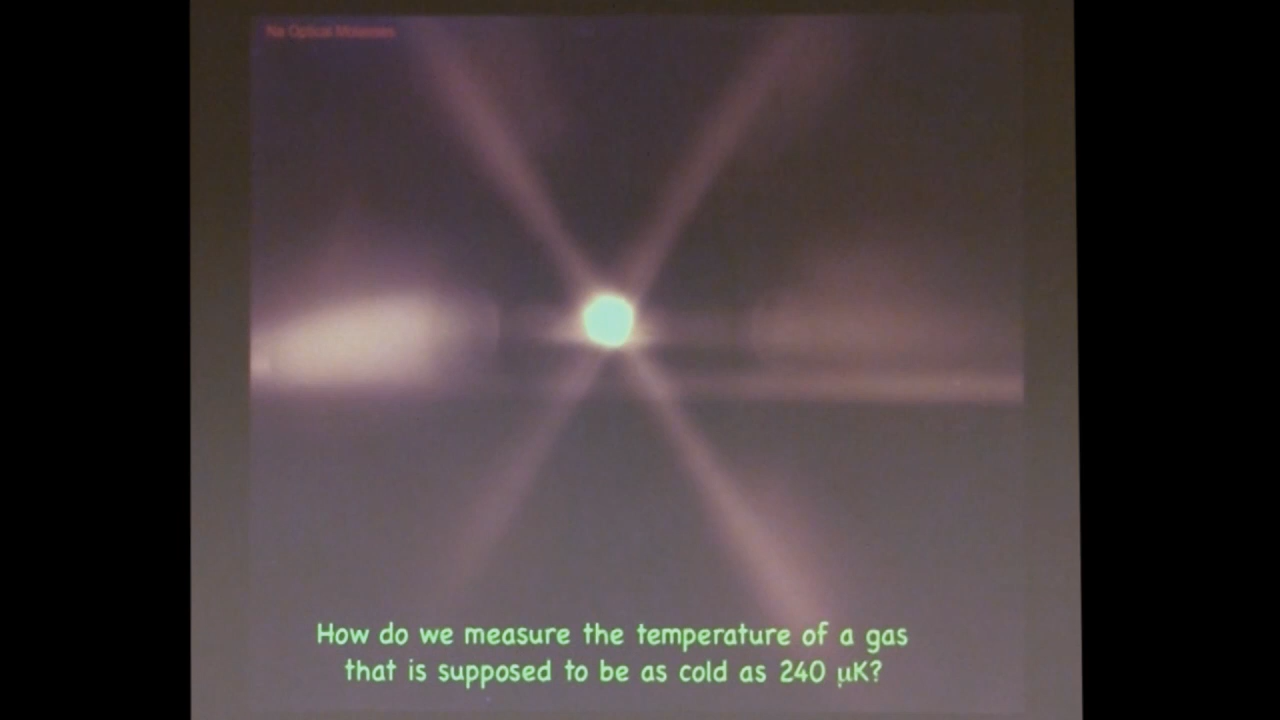 Na Optical Molasses
How do we measure the temperature of a gas
that is supposed to be as cold as 240 µK?